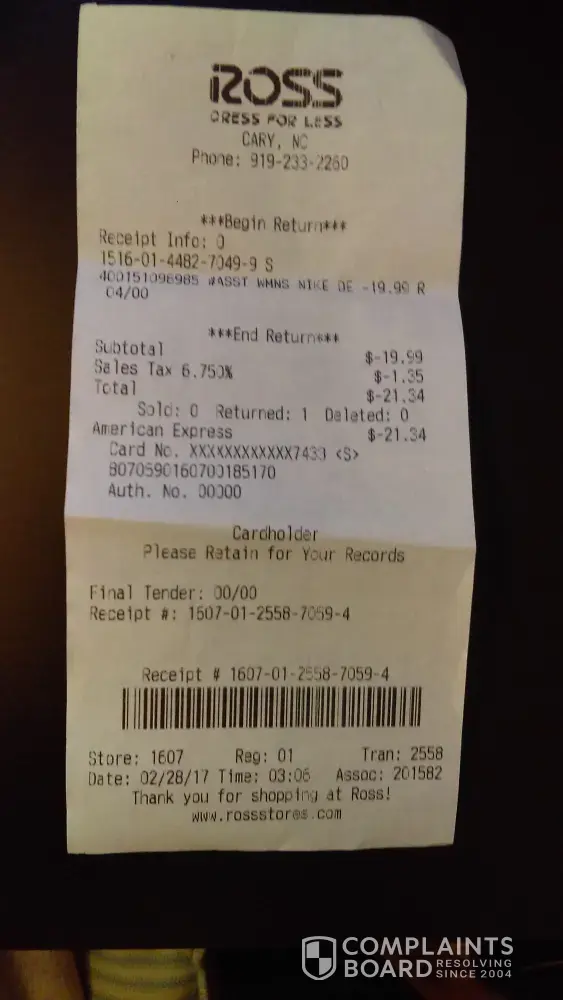 ROSS
DRESS FOR LESS
CARY, NC
Phone: 919-233-2260
***Begin Return***
Receipt Info: 0
1516-01-4482-7049-9 S
400151096985 #ASST WMNS NIKE DE -19.99 R
04/00
***End Return***
Subtotal $-19.99
Sales Tax 6.750% $-1.35
Total $-21.34
Sold: 0 Returned: 1 Deleted: 0
American Express $-21.34
Card No. XXXXXXXXXXXX7433 <S>
8070590160700185170
Auth. No. 00000
Cardholder
Please Retain for Your Records
Final Tender: 00/00
Receipt #: 1607-01-2558-7059-4
Receipt # 1607-01-2558-7059-4
Store: 1607 Reg: 01 Tran: 2558
Date: 02/28/17 Time: 03:06 Assoc: 201582
Thank you for shopping at Ross!
www.rossstores.com
COMPLAINTS
BOARD RESOLVING
SINCE 2004